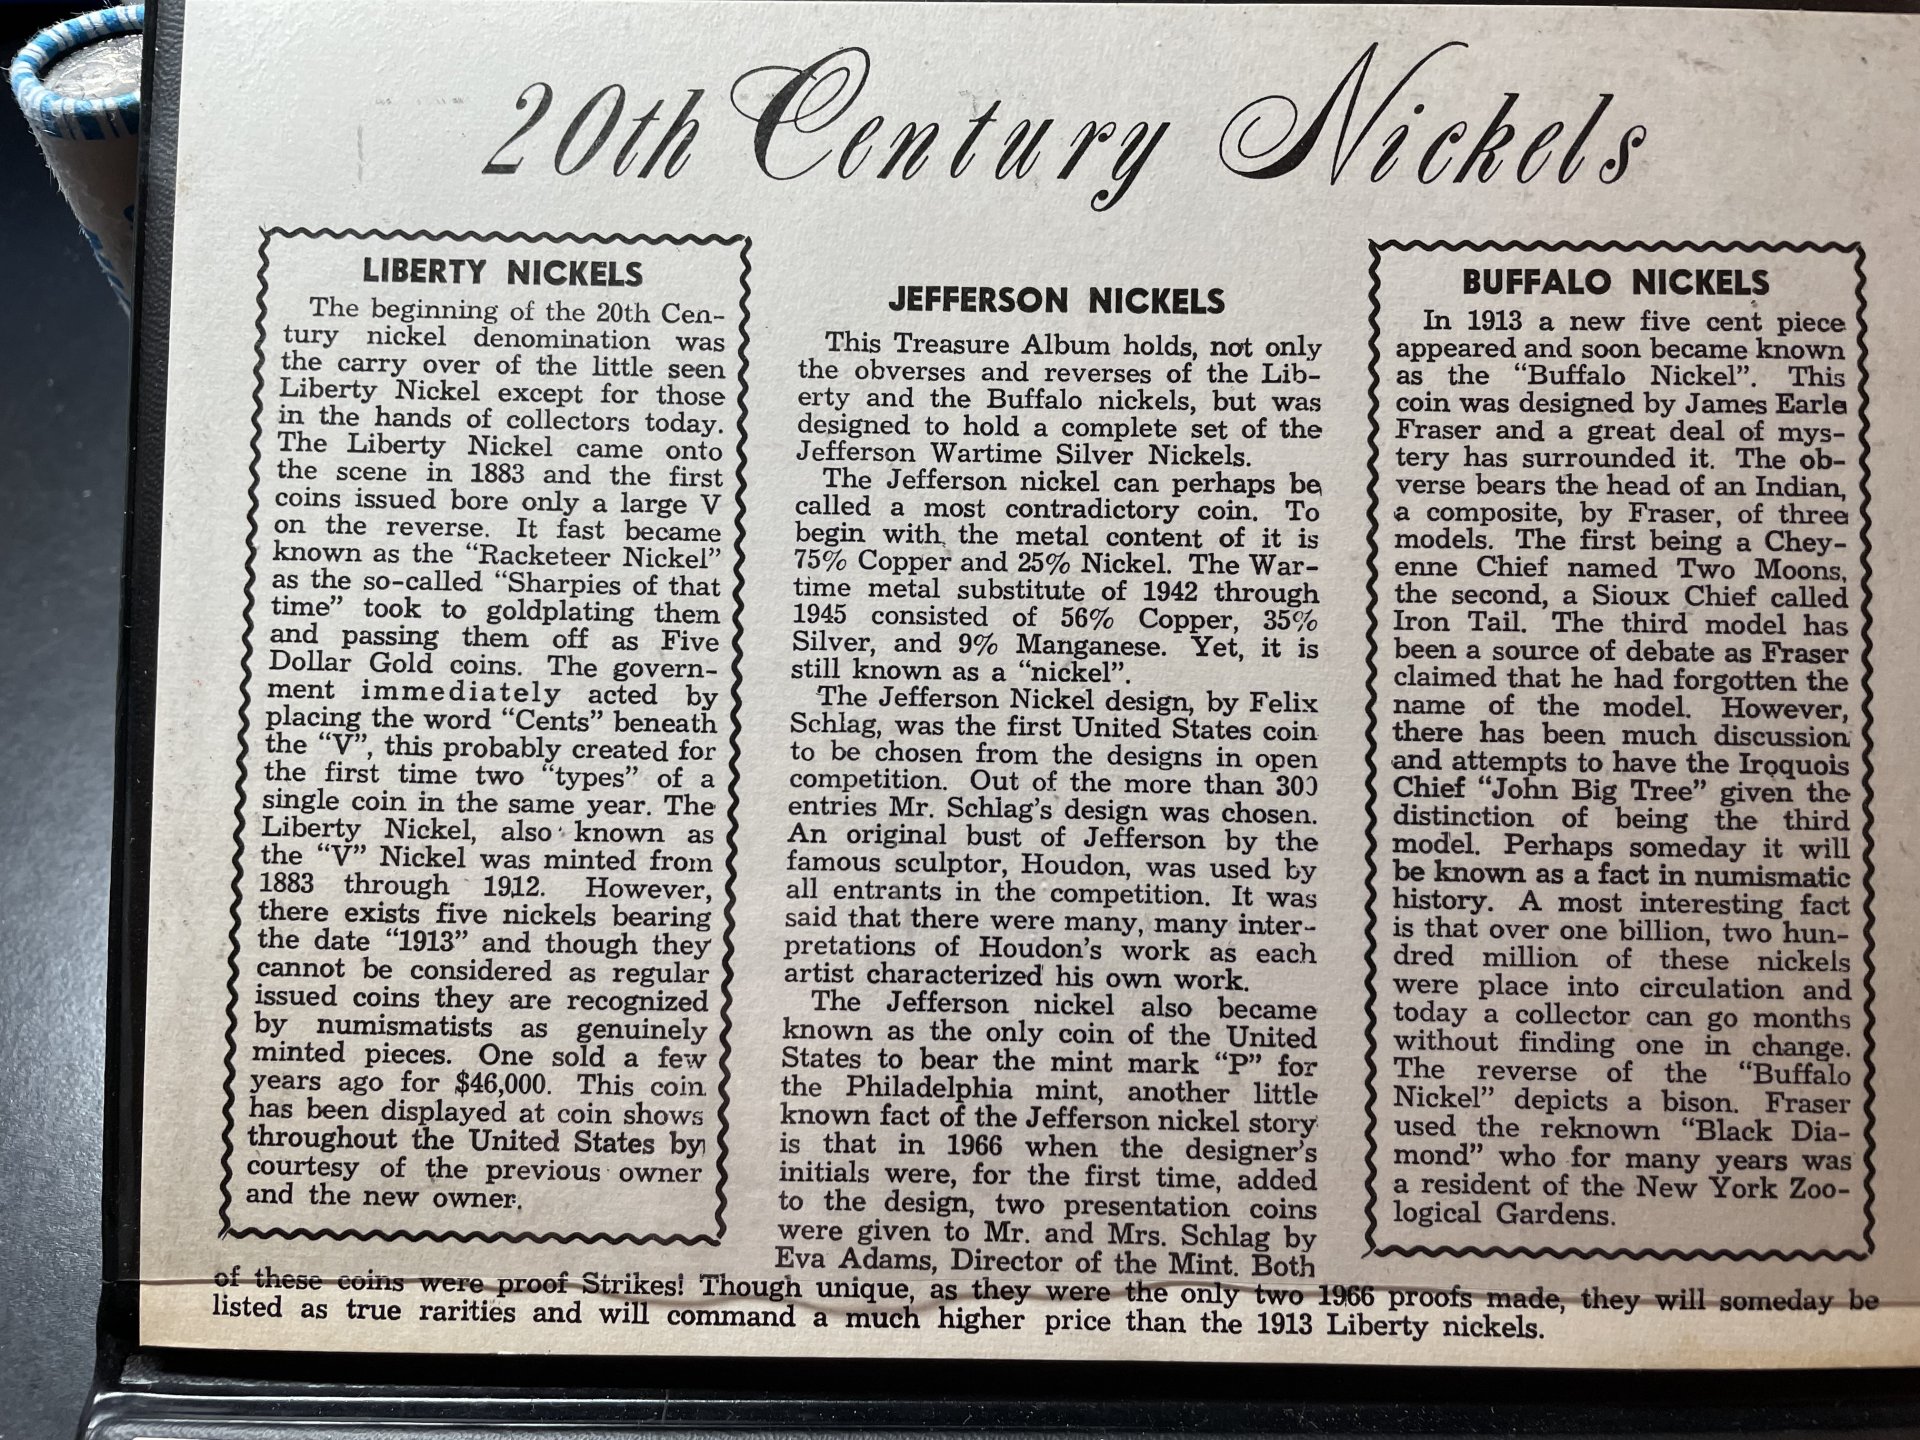 20th Century Nickels
LIBERTY NICKELS
The beginning of the 20th Cen-
tury nickel denomination was
the carry over of the little seen
Liberty Nickel except for those
in the hands of collectors today.
The Liberty Nickel came onto
the scene in 1883 and the first
coins issued bore only a large V
on the reverse. It fast became
known as the “Racketeer Nickel”
as the so-called “Sharpies of that
time” took to goldplating them
and passing them off as Five
Dollar Gold coins. The govern-
ment immediately acted by
placing the word “Cents” beneath
the “V”, this probably created for
the first time two “types” of a
single coin in the same year. The
Liberty Nickel, also known as
the “V” Nickel was minted from
1883 through 1912. However,
there exists five nickels bearing
the date “1913” and though they
cannot be considered as regular
issued coins they are recognized
by numismatists as genuinely
minted pieces. One sold a few
years ago for $46,000. This coin
has been displayed at coin shows
throughout the United States by
courtesy of the previous owner
and the new owner.
JEFFERSON NICKELS
This Treasure Album holds, not only
the obverses and reverses of the Lib-
erty and the Buffalo nickels, but was
designed to hold a complete set of the
Jefferson Wartime Silver Nickels.
The Jefferson nickel can perhaps be
called a most contradictory coin. To
begin with the metal content of it is
75% Copper and 25% Nickel. The War-
time metal substitute of 1942 through
1945 consisted of 56% Copper, 35%
Silver, and 9% Manganese. Yet, it is
still known as a “nickel”.
The Jefferson Nickel design, by Felix
Schlag, was the first United States coin
to be chosen from the designs in open
competition. Out of the more than 300
entries Mr. Schlag’s design was chosen.
An original bust of Jefferson by the
famous sculptor, Houdon, was used by
all entrants in the competition. It was
said that there were many, many inter-
pretations of Houdon’s work as each
artist characterized his own work.
The Jefferson nickel also became
known as the only coin of the United
States to bear the mint mark “P” for
the Philadelphia mint, another little
known fact of the Jefferson nickel story
is that in 1966 when the designer’s
initials were, for the first time, added
to the design, two presentation coins
were given to Mr. and Mrs. Schlag by
Eva Adams, Director of the Mint. Both
of these coins were proof Strikes! Though unique, as they were the only two 1966 proofs made, they will someday be
listed as true rarities and will command a much higher price than the 1913 Liberty nickels.
BUFFALO NICKELS
In 1913 a new five cent piece
appeared and soon became known
as the “Buffalo Nickel”. This
coin was designed by James Earle
Fraser and a great deal of mys-
tery has surrounded it. The ob-
verse bears the head of an Indian,
a composite, by Fraser, of three
models. The first being a Chey-
enne Chief named Two Moons,
the second, a Sioux Chief called
Iron Tail. The third model has
been a source of debate as Fraser
claimed that he had forgotten the
name of the model. However,
there has been much discussion
and attempts to have the Iroquois
Chief “John Big Tree” given the
distinction of being the third
model. Perhaps someday it will
be known as a fact in numismatic
history. A most interesting fact
is that over one billion, two hun-
dred million of these nickels
were place into circulation and
today a collector can go months
without finding one in change.
The reverse of the “Buffalo
Nickel” depicts a bison. Fraser
used the reknown “Black Dia-
mond” who for many years was
a resident of the New York Zoo-
logical Gardens.